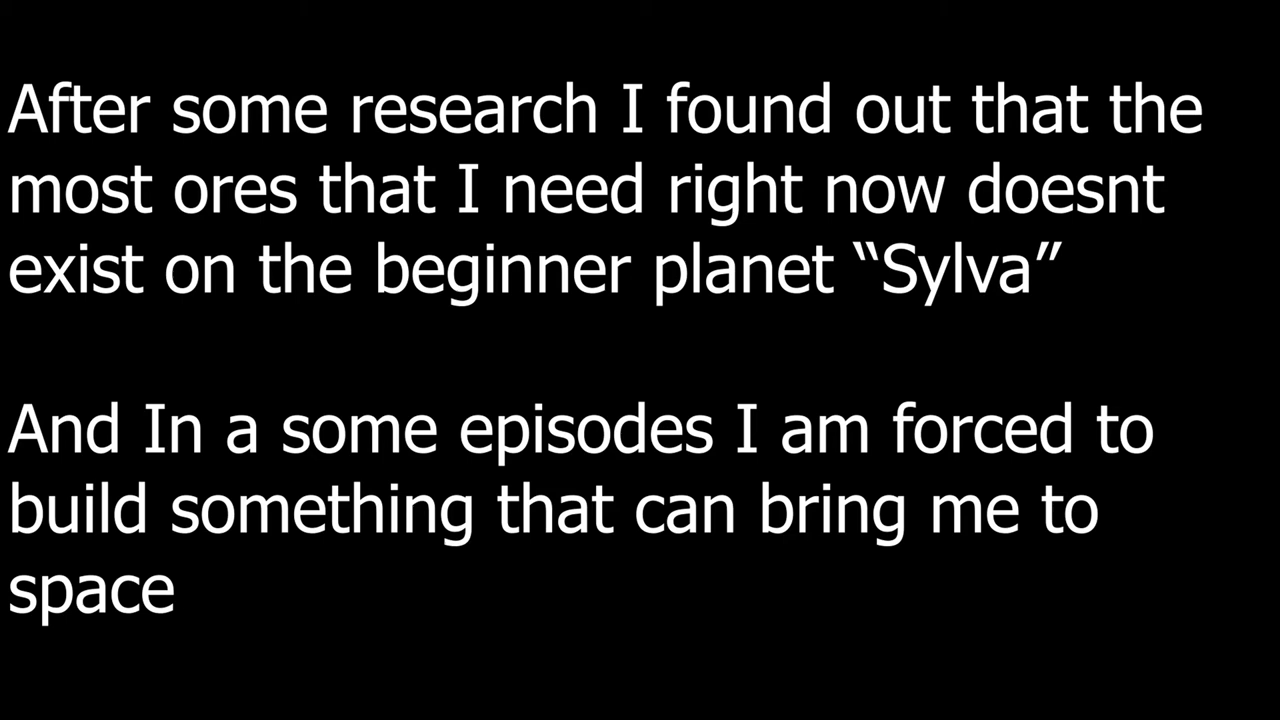 After some research I found out that the
most ores that I need right now doesnt
exist on the beginner planet “Sylva”
And In a some episodes I am forced to
build something that can bring me to
space